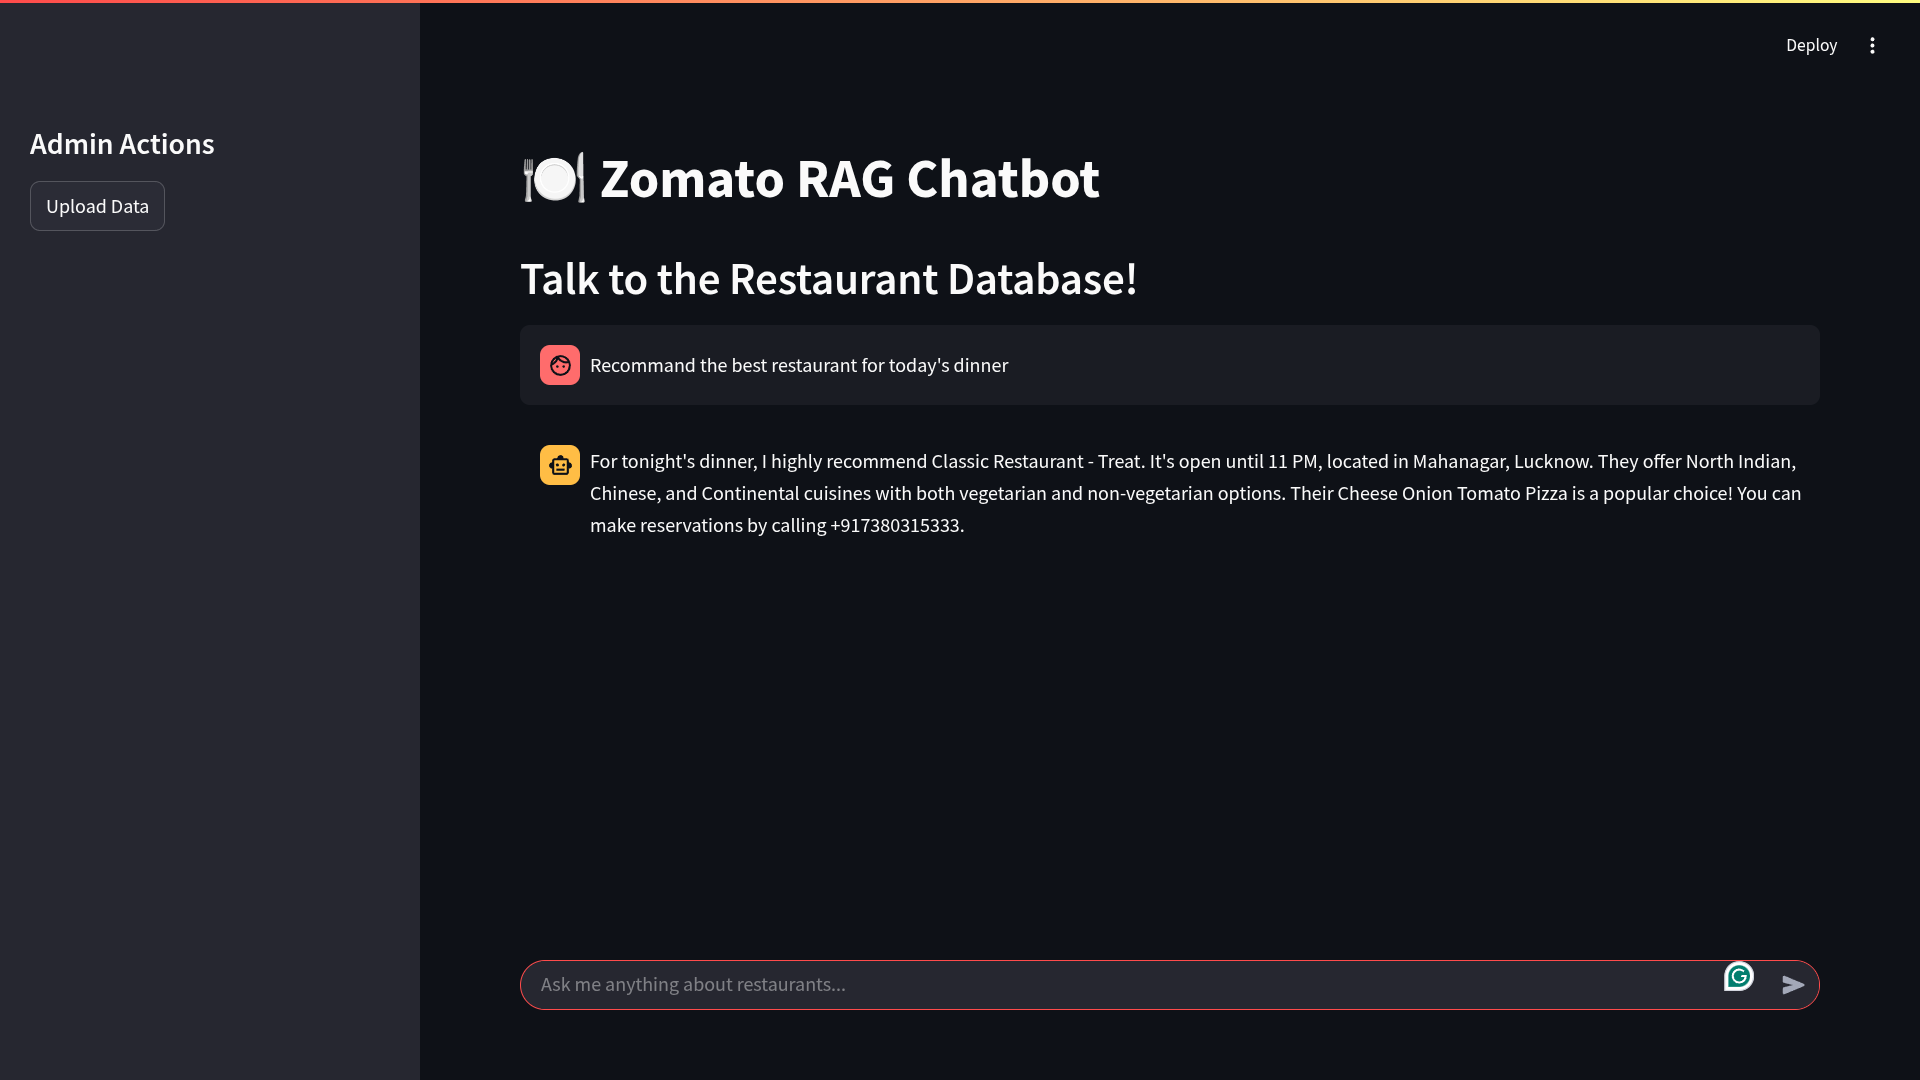 Deploy
Admin Actions
Upload Data
Zomato RAG Chatbot
Talk to the Restaurant Database!
Recommand the best restaurant for today's dinner
For tonight's dinner, I highly recommend Classic Restaurant - Treat. It's open until 11 PM, located in Mahanagar, Lucknow. They offer North Indian,
Chinese, and Continental cuisines with both vegetarian and non-vegetarian options. Their Cheese Onion Tomato Pizza is a popular choice! You can
make reservations by calling +917380315333.
Ask me anything about restaurants...